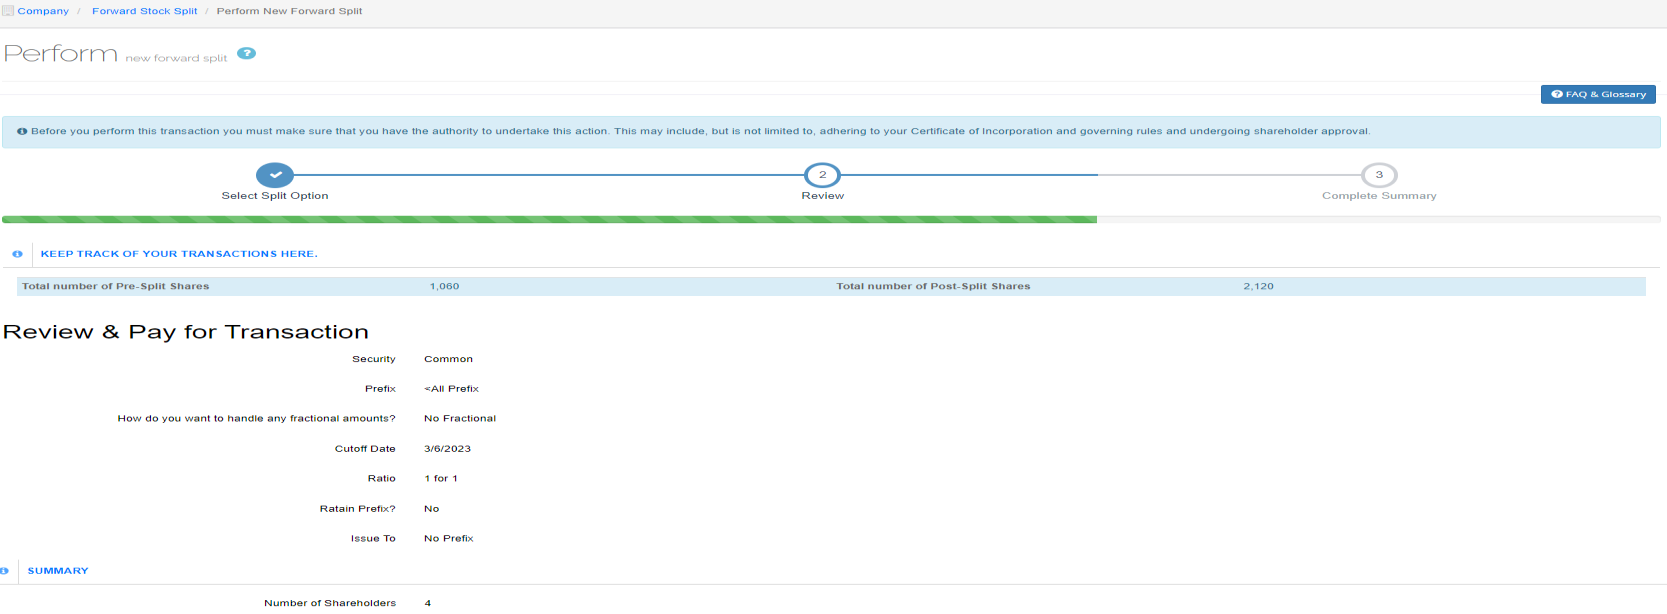 Company / Forward Stock Split / Perform New Forward Split
Perform new forward split ?
? FAQ & Glossary
Before you perform this transaction you must make sure that you have the authority to undertake this action. This may include, but is not limited to, adhering to your Certificate of Incorporation and governing rules and undergoing shareholder approval.
2 3
Select Split Option Review Complete Summary
KEEP TRACK OF YOUR TRANSACTIONS HERE.
Total number of Pre-Split Shares 1,060 Total number of Post-Split Shares 2,120
Review & Pay for Transaction
Security Common
Prefix <All Prefix
How do you want to handle any fractional amounts? No Fractional
Cutoff Date 3/6/2023
Ratio 1 for 1
Ratain Prefix? No
Issue To No Prefix
SUMMARY
Number of Shareholders 4